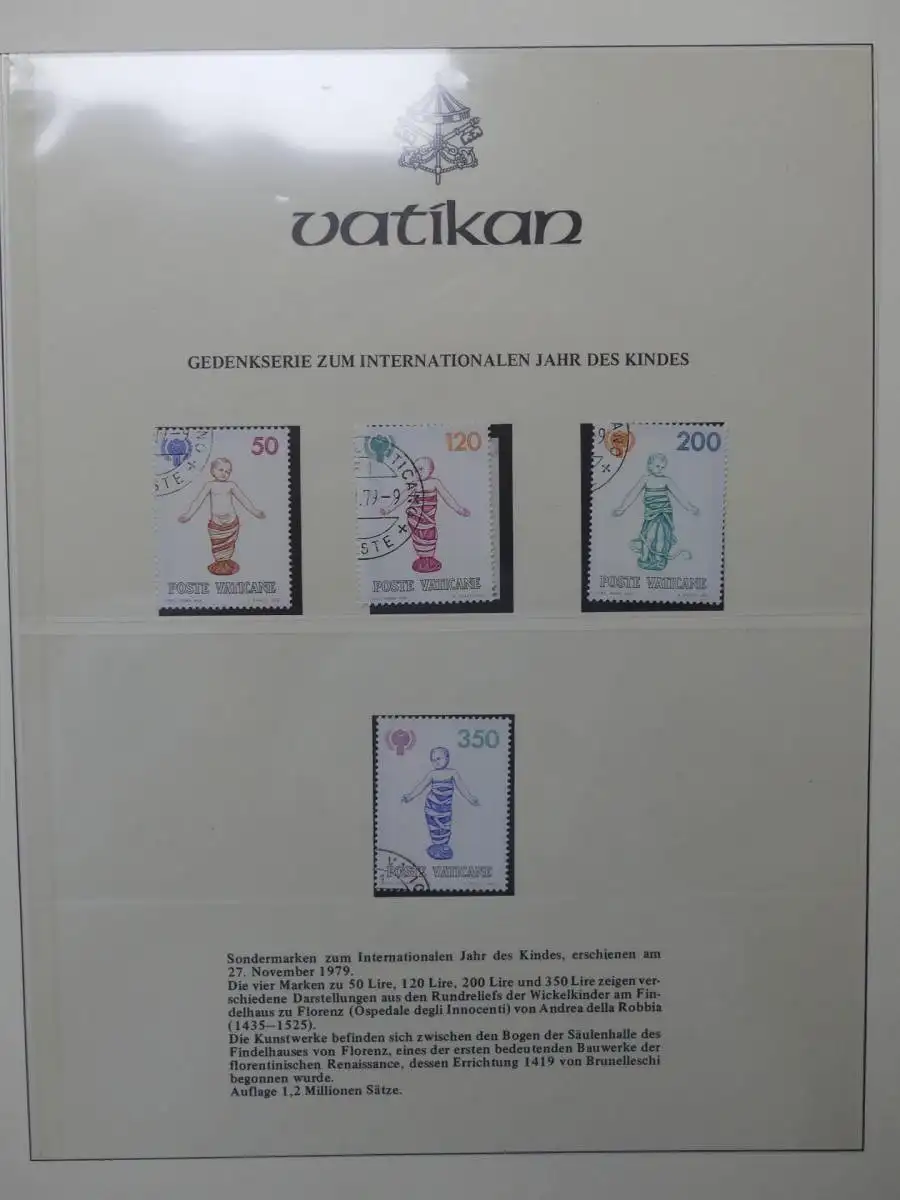 vatikan
GEDENKSERIE ZUM INTERNATIONALEN JAHR DES KINDES
50
POSTE VATICANE
120
.79-9
POSTE VATICANE
200
POSTE VATICANE
350
POSTE VATICANE
Sondermarken zum Internationalen Jahr des Kindes, erschienen am
27. November 1979.
Die vier Marken zu 50 Lire, 120 Lire, 200 Lire und 350 Lire zeigen ver-
schiedene Darstellungen aus den Rundreliefs der Wickelkinder am Fin-
delhaus zu Florenz (Ospedale degli Innocenti) von Andrea della Robbia
(1435—1525).
Die Kunstwerke befinden sich zwischen den Bogen der Säulenhalle des
Findelhauses von Florenz, eines der ersten bedeutenden Bauwerke der
florentinischen Renaissance, dessen Errichtung 1419 von Brunelleschi
begonnen wurde.
Auflage 1,2 Millionen Sätze.